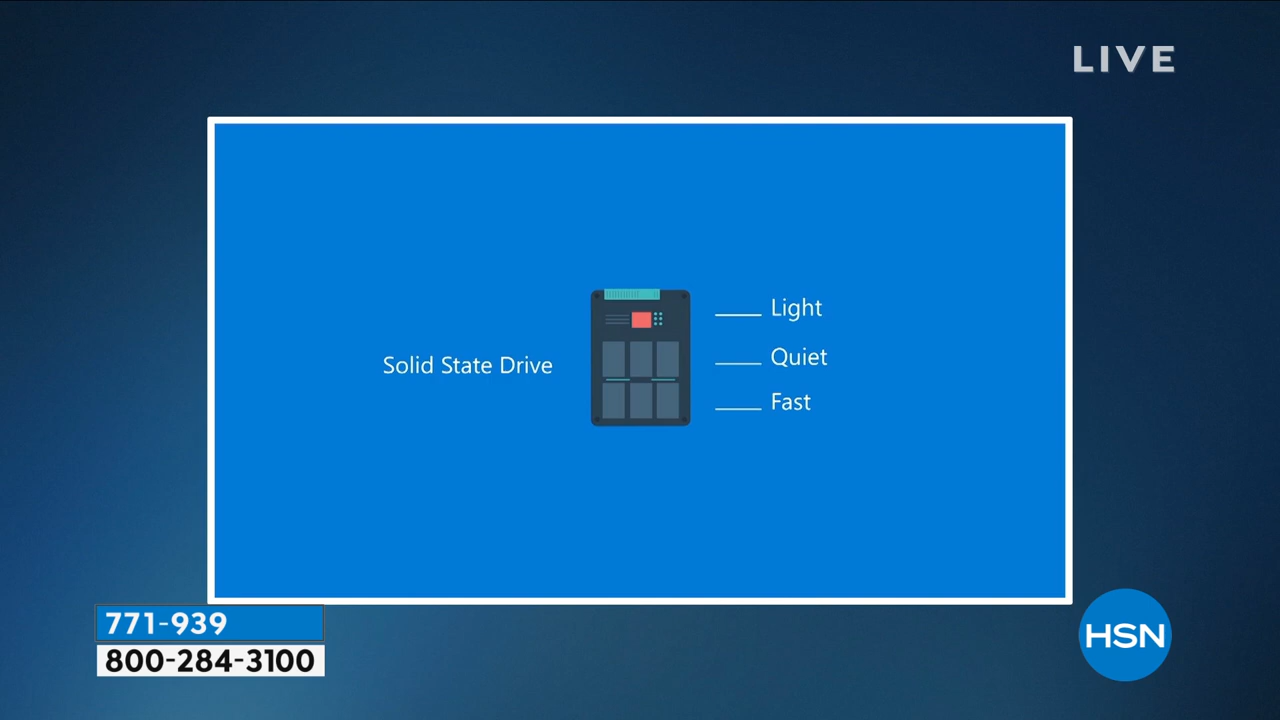 LIVE
Solid State Drive
Light
Quiet
Fast
771-939
800-284-3100
HSN